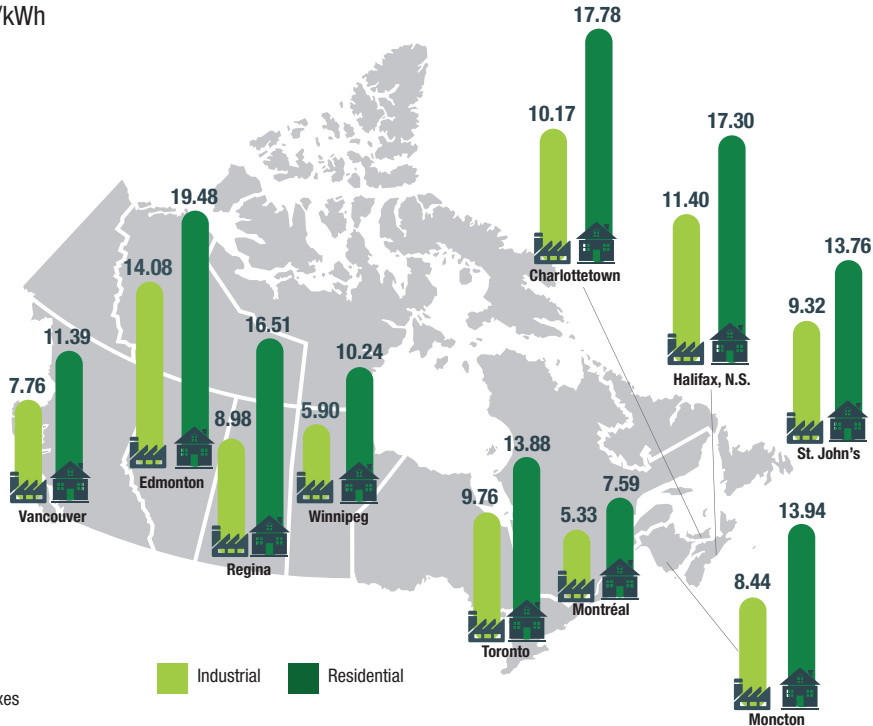 /kWh
17.78
10.17
Charlottetown
17.30
11.40
Halifax, N.S.
19.48
14.08
Edmonton
13.76
9.32
St. John's
11.39
7.76
Vancouver
16.51
8.98
Regina
10.24
5.90
Winnipeg
13.88
9.76
Toronto
7.59
5.33
Montréal
13.94
8.44
Moncton
Industrial
Residential